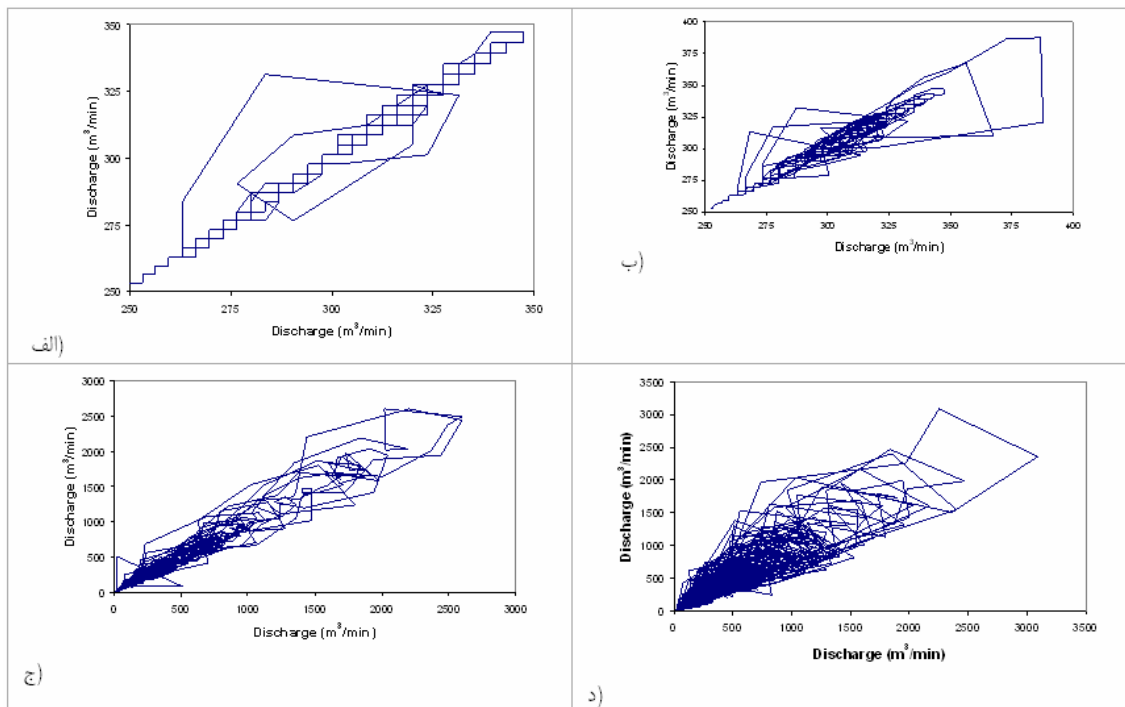 350
325
300
275
250
Discharge (m³/min)
250 275 300 325 350
Discharge (m³/min)
الف)
400
375
350
325
300
275
250
Discharge (m³/min)
250 275 300 325 350 375 400
Discharge (m³/min)
ب)
3000
2500
2000
1500
1000
500
0
Discharge (m³/min)
0 500 1000 1500 2000 2500 3000
Discharge (m³/min)
ج)
3500
3000
2500
2000
1500
1000
500
0
Discharge (m³/min)
0 500 1000 1500 2000 2500 3000 3500
Discharge (m³/min)
د)